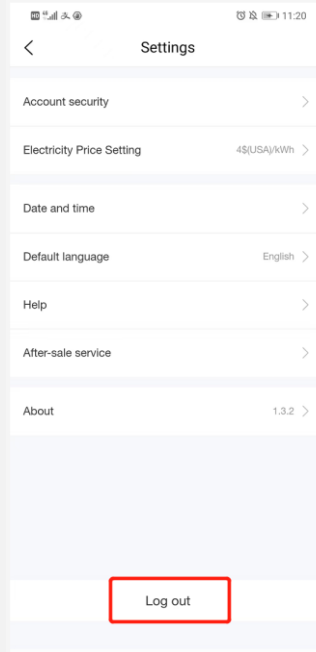 11:20
Settings
Account security
Electricity Price Setting 4$(USA)/kWh
Date and time
Default language English
Help
After-sale service
About 1.3.2
Log out